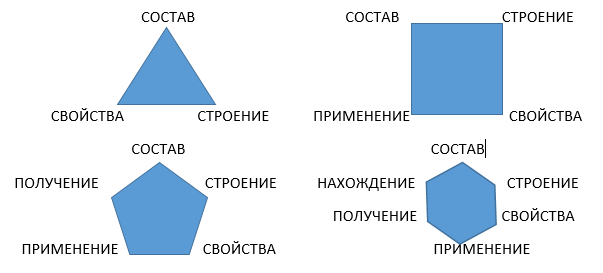 СОСТАВ
СВОЙСТВА СТРОЕНИЕ
СОСТАВ СТРОЕНИЕ
ПРИМЕНЕНИЕ СВОЙСТВА
СОСТАВ
ПОЛУЧЕНИЕ СТРОЕНИЕ
ПРИМЕНЕНИЕ СВОЙСТВА
СОСТАВ
НАХОЖДЕНИЕ СТРОЕНИЕ
ПОЛУЧЕНИЕ СВОЙСТВА
ПРИМЕНЕНИЕ